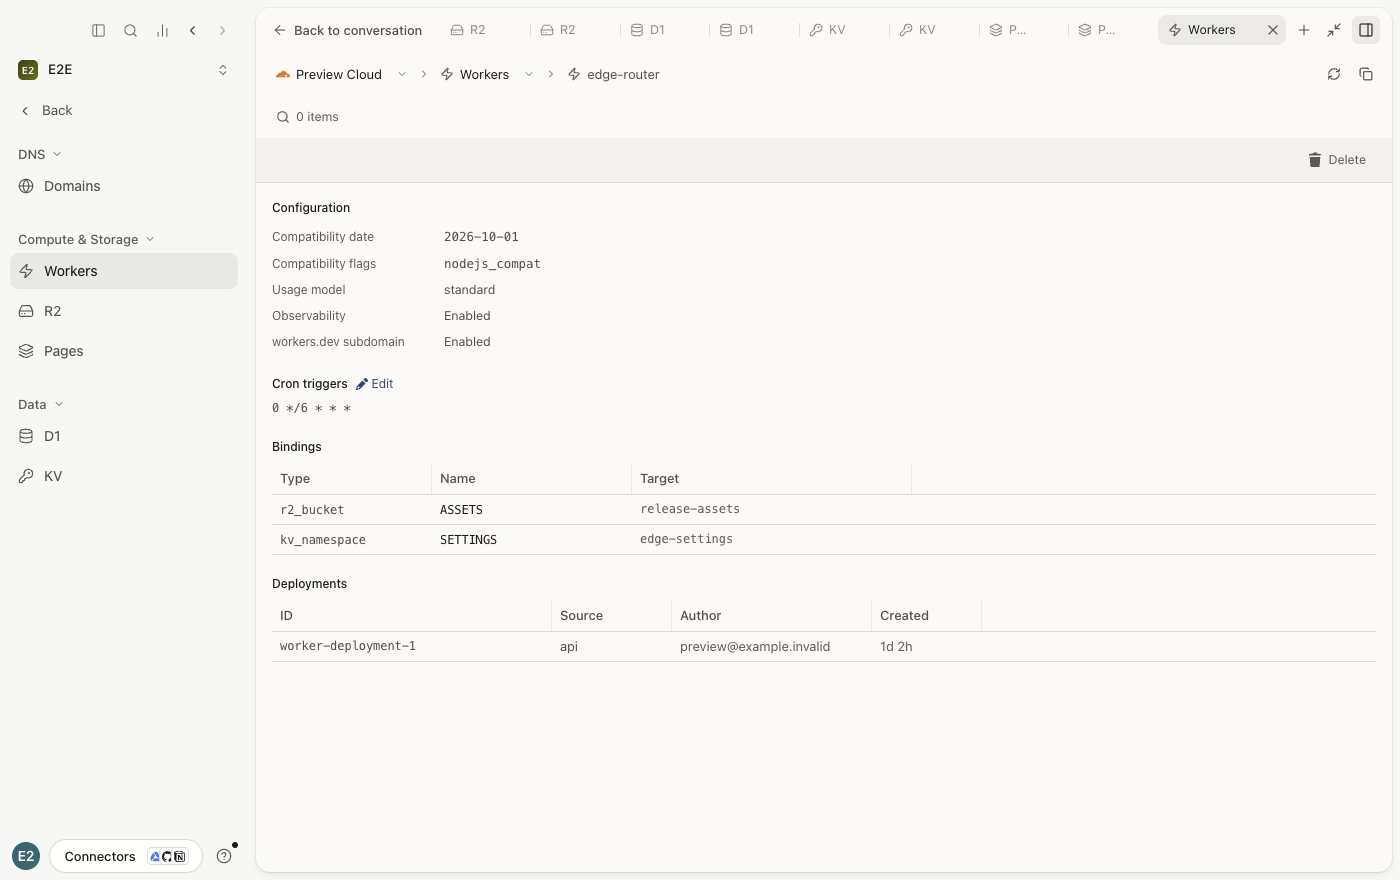 Back to conversation
R2
R2
D1
D1
KV
KV
P...
P...
Workers
E2 E2E
Preview Cloud
Workers
edge-router
Back
0 items
DNS
Delete
Domains
Compute & Storage
Workers
R2
Pages
Data
D1
KV
Configuration
Compatibility date 2026-10-01
Compatibility flags nodejs_compat
Usage model standard
Observability Enabled
workers.dev subdomain Enabled
Cron triggers Edit
0 */6 * * *
Bindings
Type Name Target
r2_bucket ASSETS release-assets
kv_namespace SETTINGS edge-settings
Deployments
ID Source Author Created
worker-deployment-1 api preview@example.invalid 1d 2h
E2 Connectors